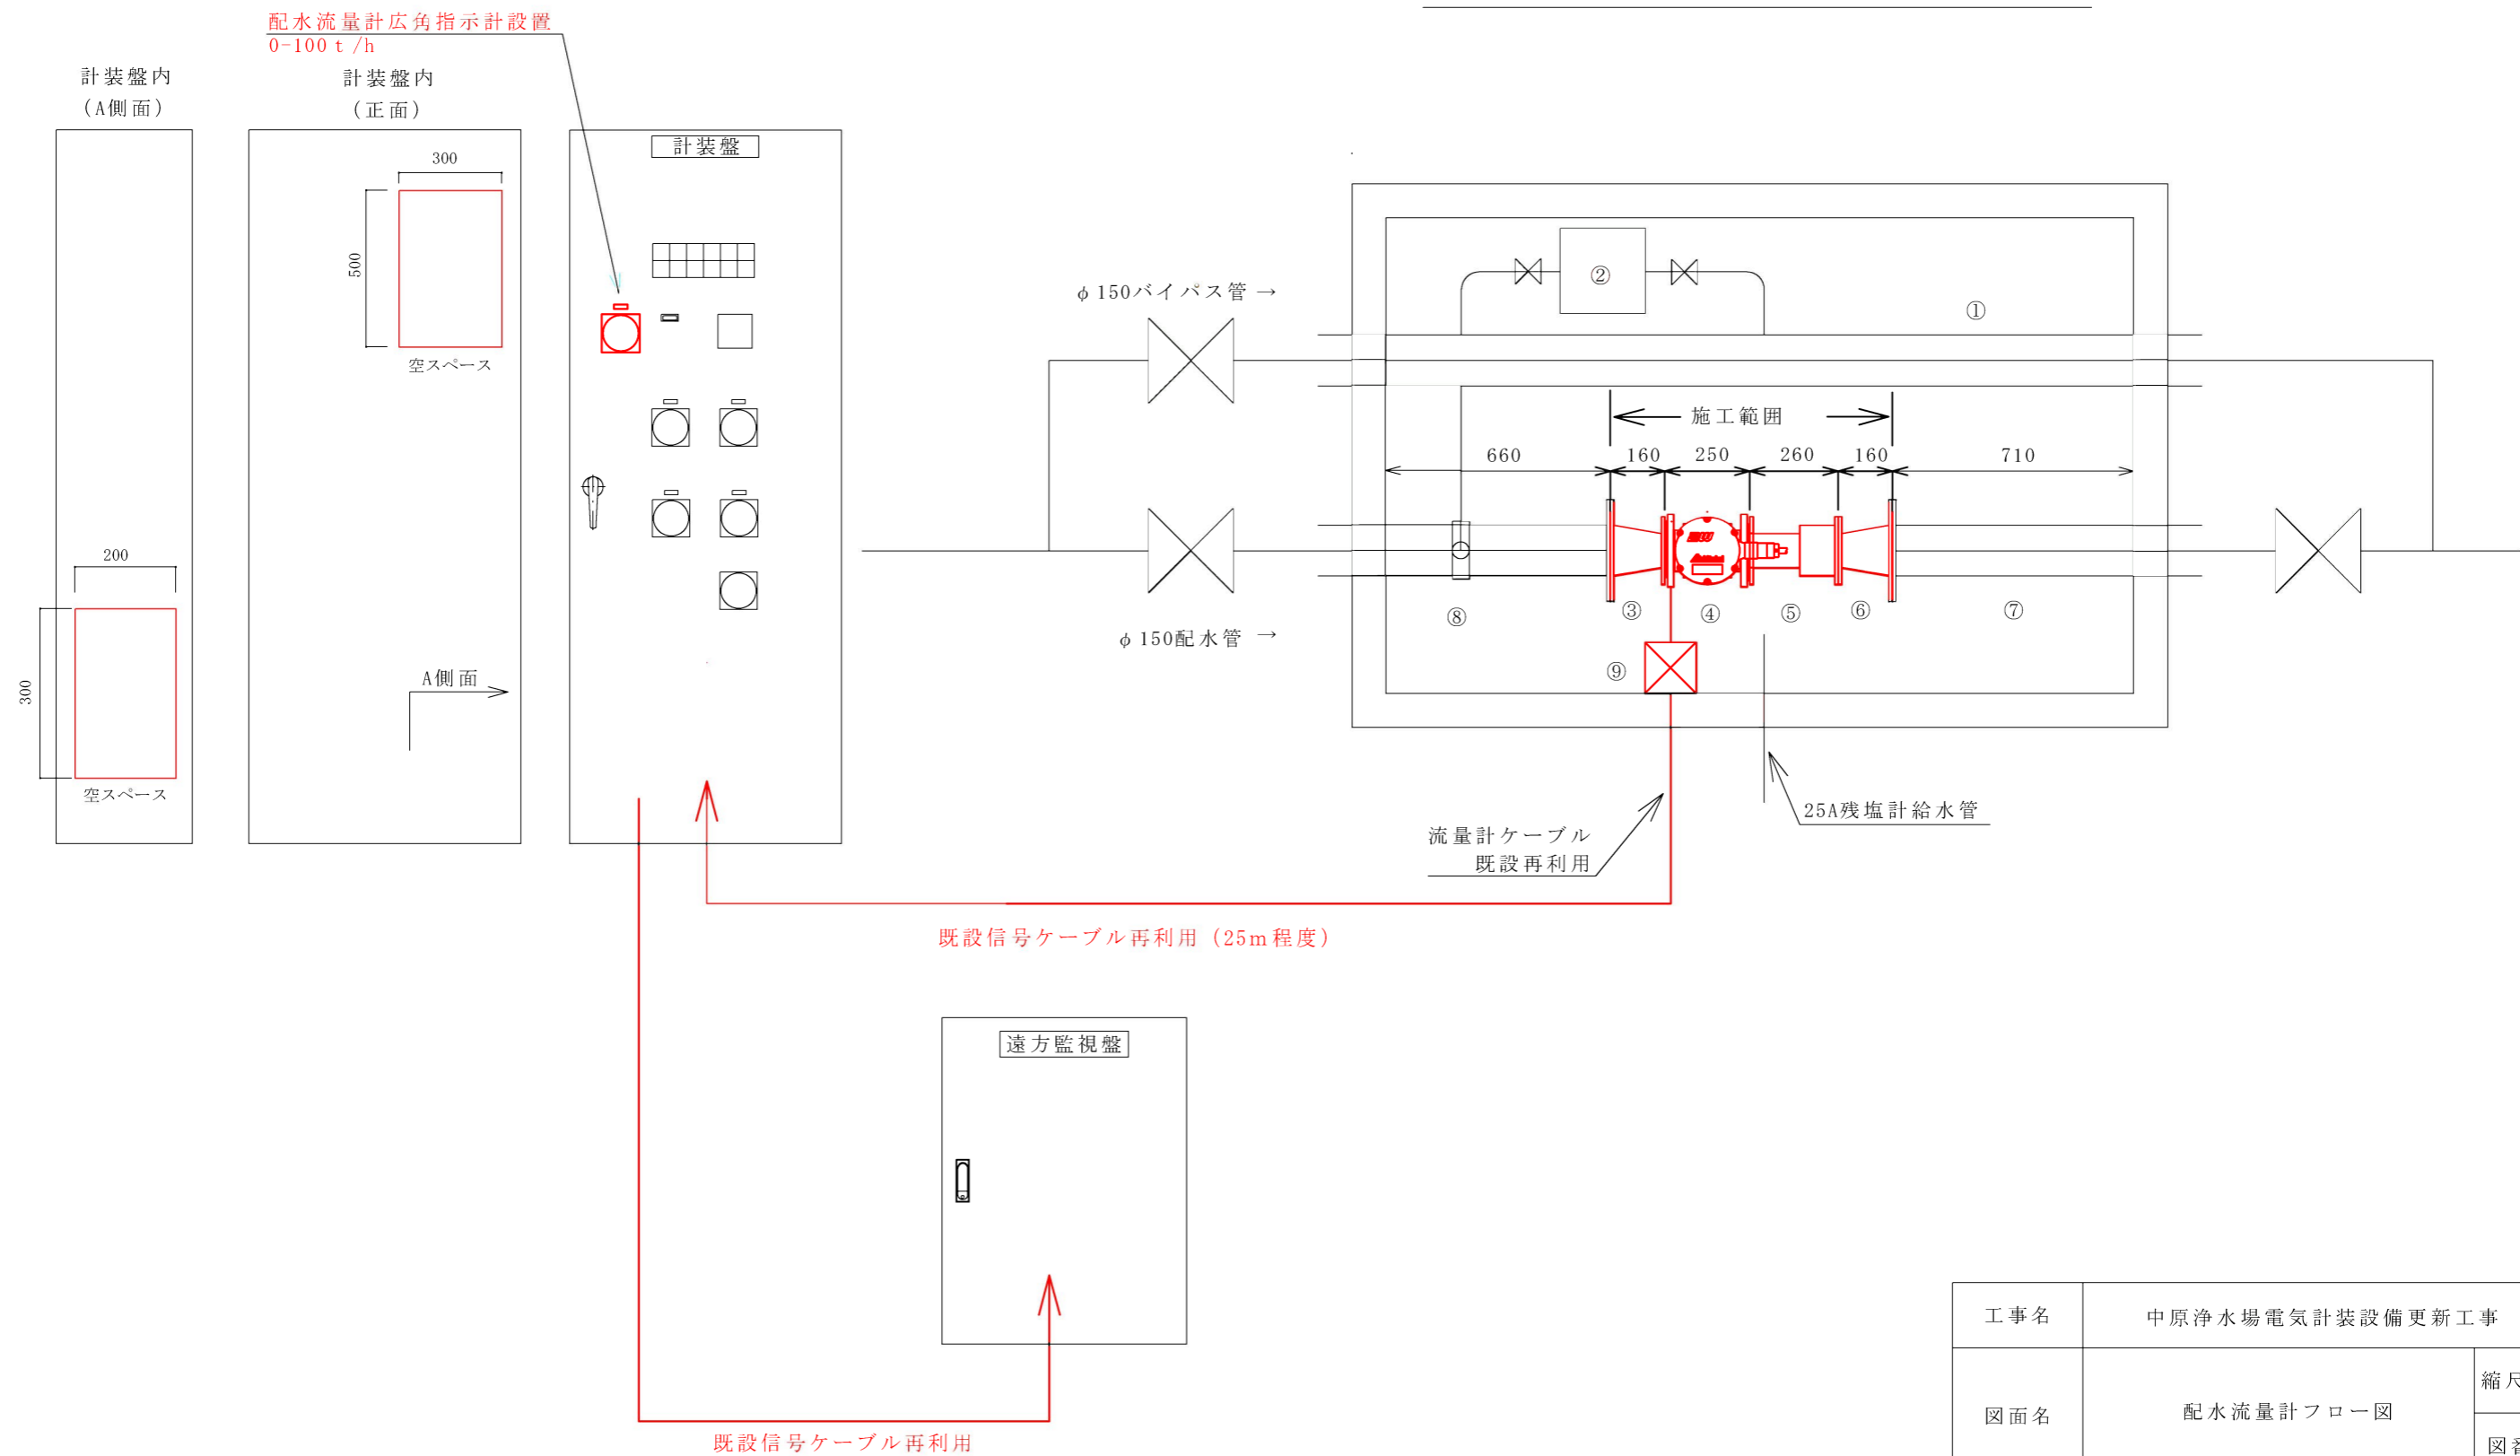 配水流量計広角指示計設置
0-100ｔ/h
計装盤内
(A側面)
計装盤内
(正面)
計装盤
300
500
空スペース
200
300
空スペース
A側面
φ150バイパス管 →
φ150配水管 →
①
②
施工範囲
660
160
250
260
160
710
③
④
⑤
⑥
⑦
⑧
⑨
25A残塩計給水管
流量計ケーブル
既設再利用
既設信号ケーブル再利用（25m程度）
遠方監視盤
既設信号ケーブル再利用
工事名
中原浄水場電気計装設備更新工事
図面名
配水流量計フロー図
縮尺